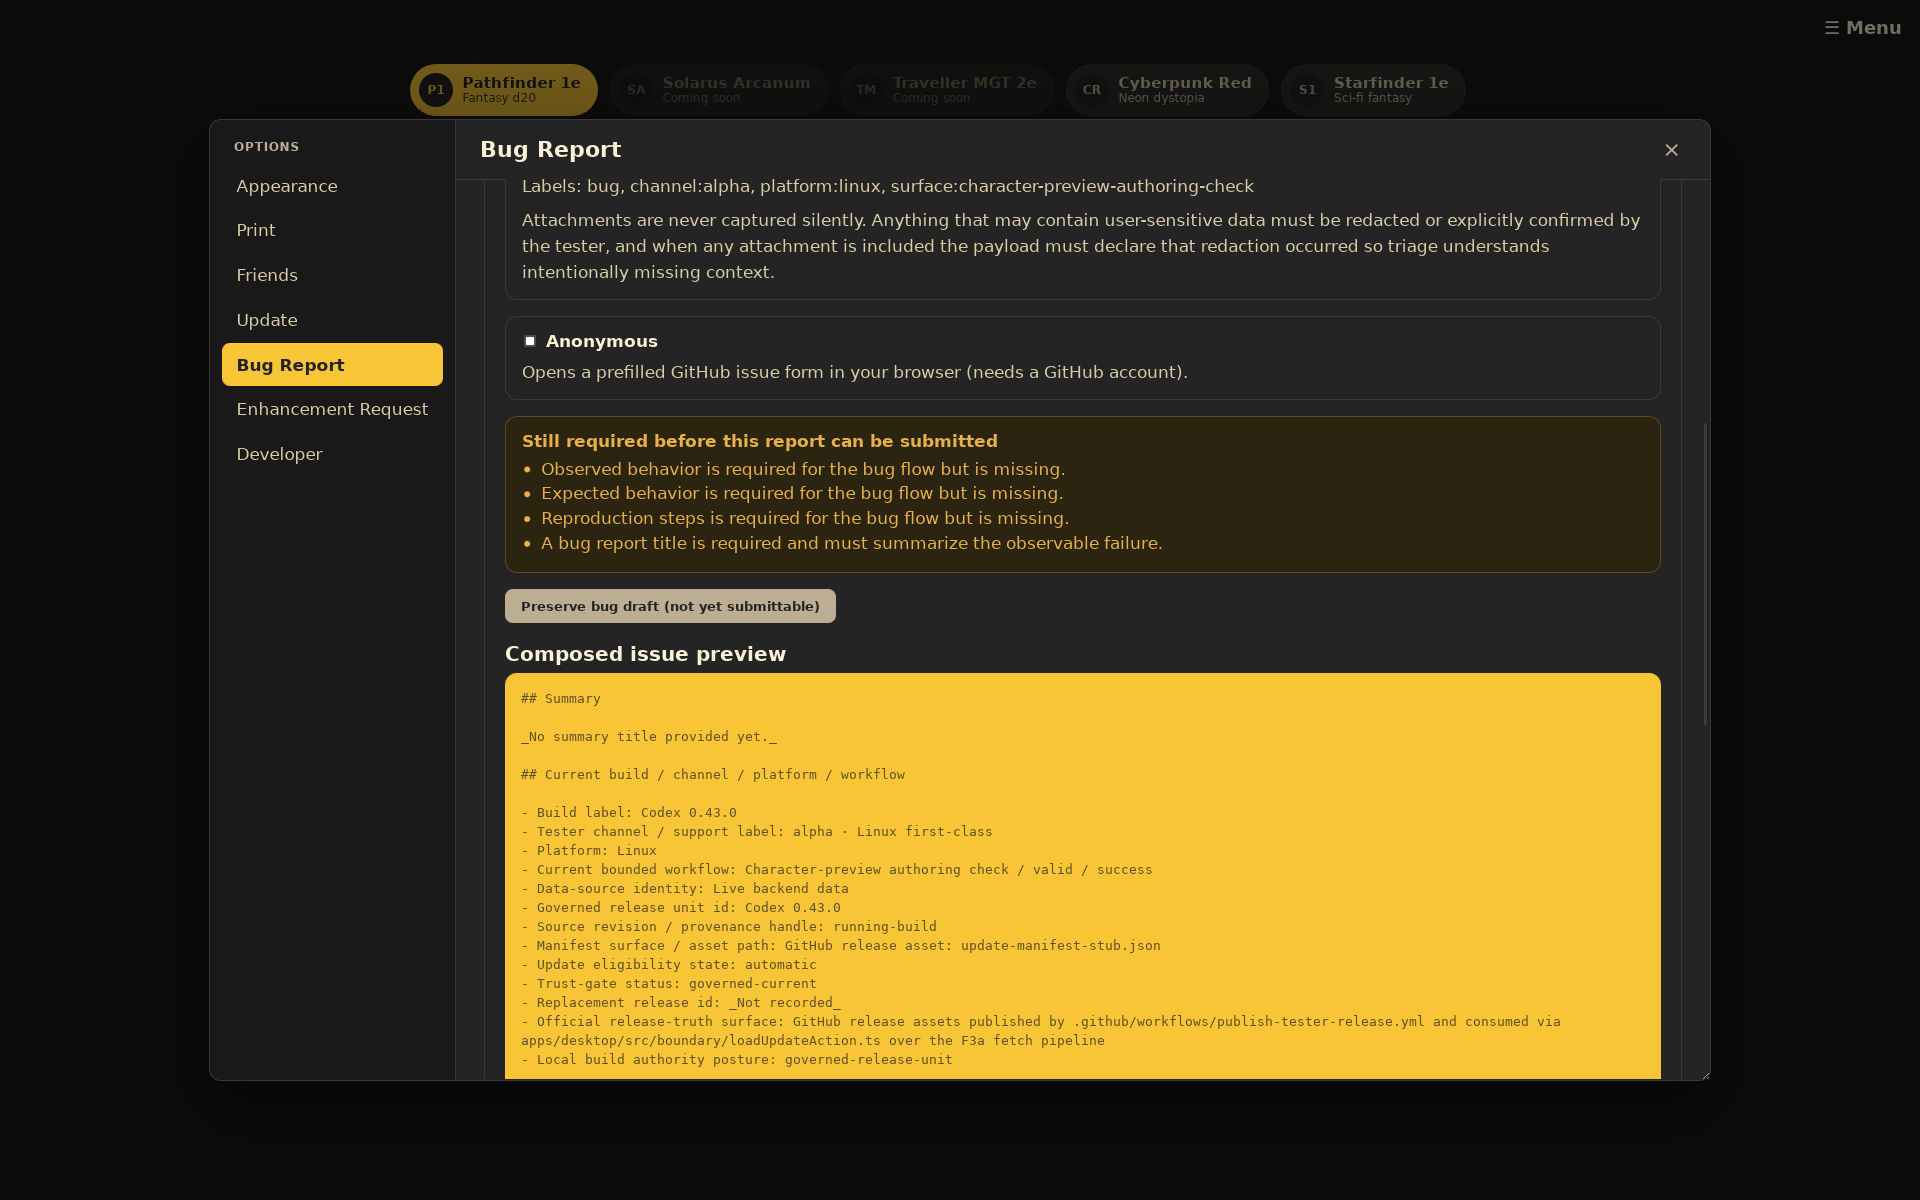 ☰ Menu
P1 Pathfinder 1e
Fantasy d20
SA Solarus Arcanum
Coming soon
TM Traveller MGT 2e
Coming soon
CR Cyberpunk Red
Neon dystopia
S1 Starfinder 1e
Sci-fi fantasy
OPTIONS
Appearance
Print
Friends
Update
Bug Report
Enhancement Request
Developer
Bug Report
×
Labels: bug, channel:alpha, platform:linux, surface:character-preview-authoring-check
Attachments are never captured silently. Anything that may contain user-sensitive data must be redacted or explicitly confirmed by
the tester, and when any attachment is included the payload must declare that redaction occurred so triage understands
intentionally missing context.
Anonymous
Opens a prefilled GitHub issue form in your browser (needs a GitHub account).
Still required before this report can be submitted
• Observed behavior is required for the bug flow but is missing.
• Expected behavior is required for the bug flow but is missing.
• Reproduction steps is required for the bug flow but is missing.
• A bug report title is required and must summarize the observable failure.
Preserve bug draft (not yet submittable)
Composed issue preview
## Summary
_No summary title provided yet._
## Current build / channel / platform / workflow
- Build label: Codex 0.43.0
- Tester channel / support label: alpha · Linux first-class
- Platform: Linux
- Current bounded workflow: Character-preview authoring check / valid / success
- Data-source identity: Live backend data
- Governed release unit id: Codex 0.43.0
- Source revision / provenance handle: running-build
- Manifest surface / asset path: GitHub release asset: update-manifest-stub.json
- Update eligibility state: automatic
- Trust-gate status: governed-current
- Replacement release id: _Not recorded_
- Official release-truth surface: GitHub release assets published by .github/workflows/publish-tester-release.yml and consumed via
apps/desktop/src/boundary/loadUpdateAction.ts over the F3a fetch pipeline
- Local build authority posture: governed-release-unit